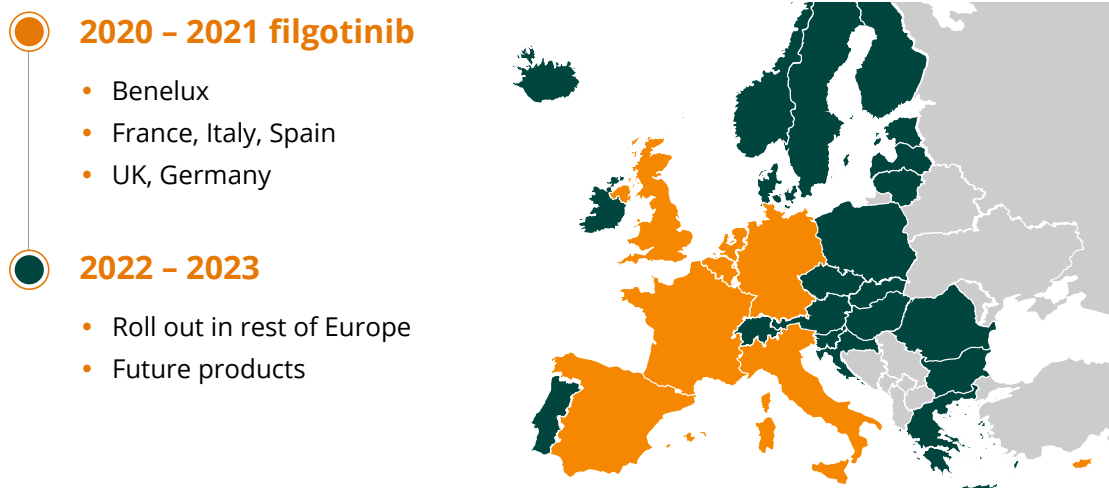 2020 – 2021 filgotinib
• Benelux
• France, Italy, Spain
• UK, Germany
2022 – 2023
• Roll out in rest of Europe
• Future products